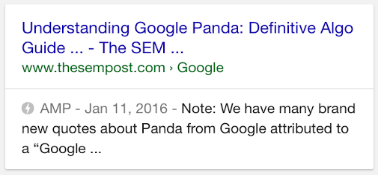 Understanding Google Panda: Definitive Algo
Guide ... - The SEM ...
www.thesempost.com › Google
AMP - Jan 11, 2016 - Note: We have many brand
new quotes about Panda from Google attributed to
a “Google ...